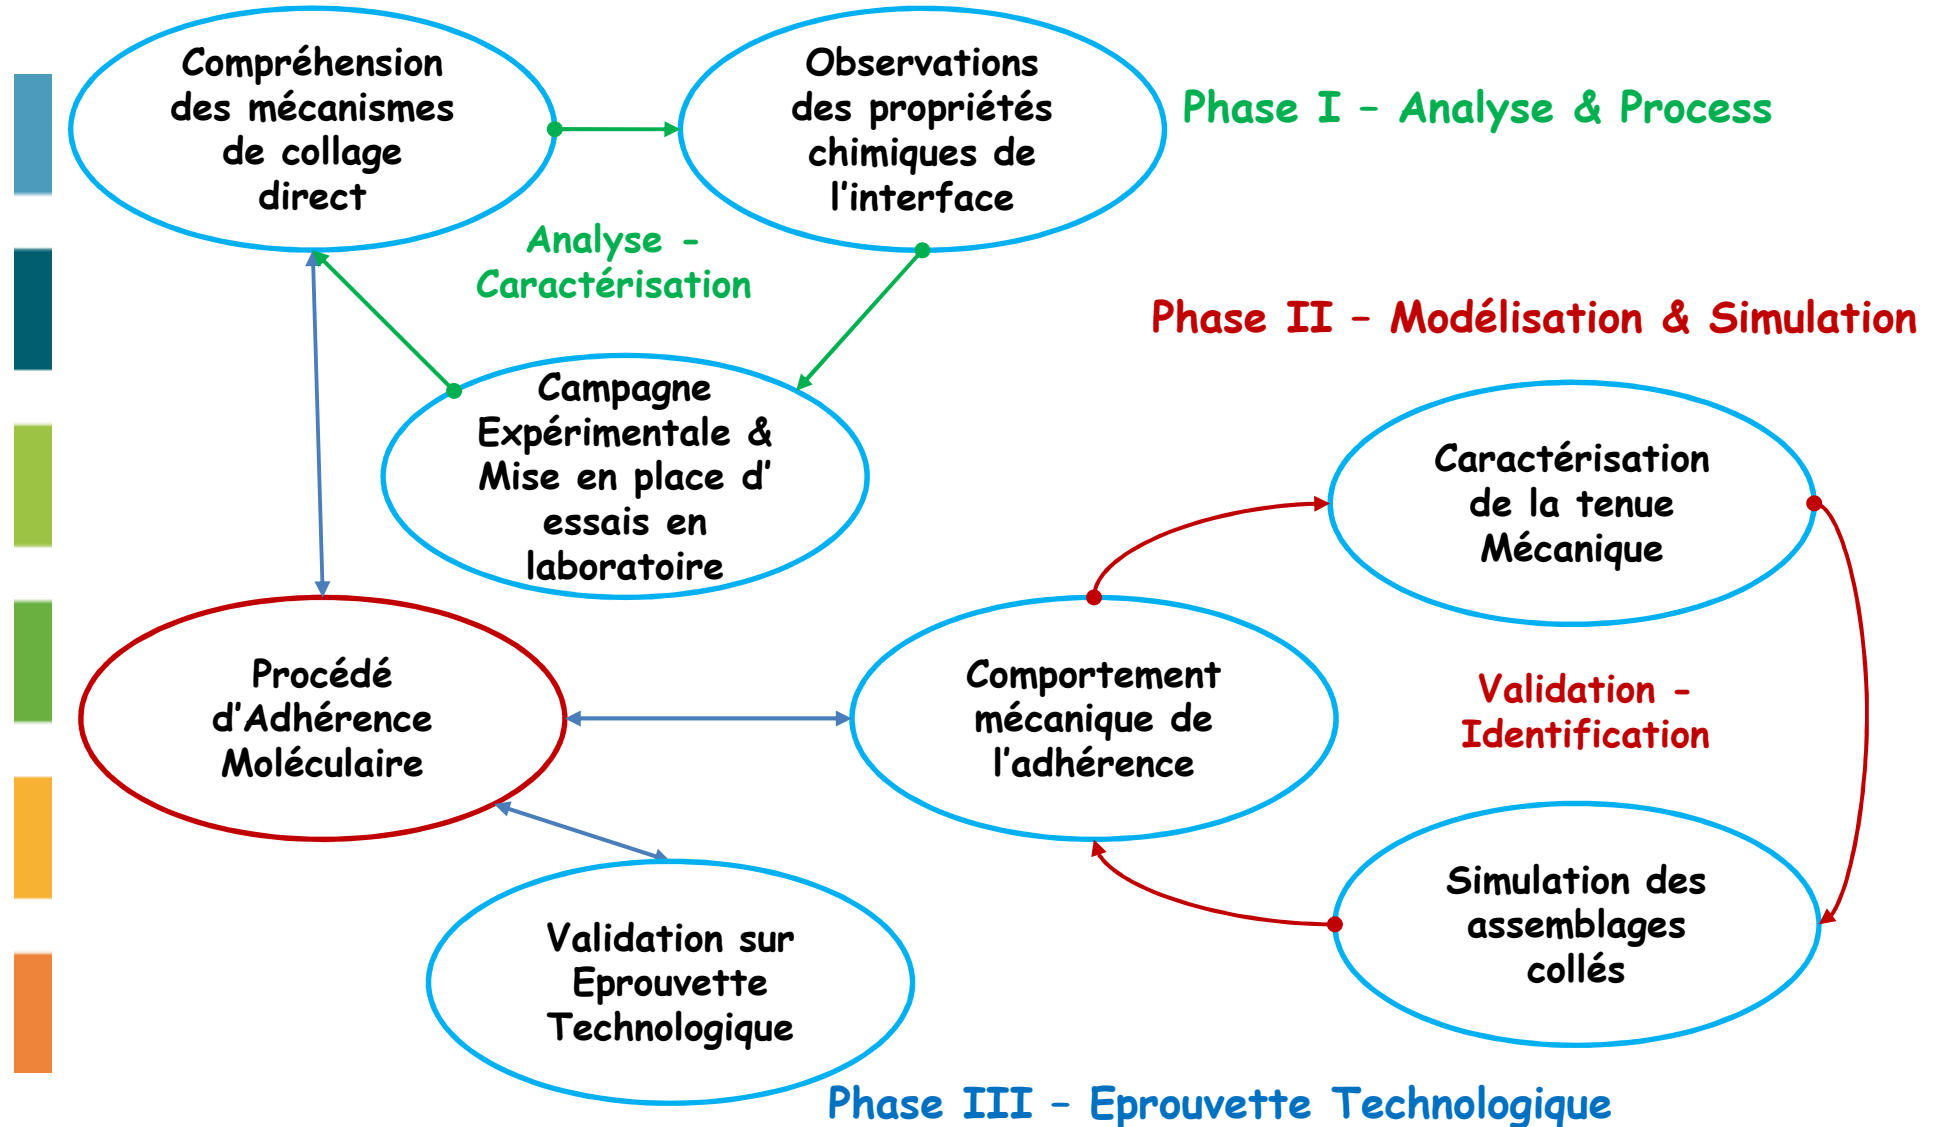 Compréhension
des mécanismes
de collage
direct
Observations
des propriétés
chimiques de
l'interface
Phase I – Analyse & Process
Analyse -
Caractérisation
Phase II – Modélisation & Simulation
Campagne
Expérimentale &
Mise en place d'
essais en
laboratoire
Caractérisation
de la tenue
Mécanique
Procédé
d'Adhérence
Moléculaire
Comportement
mécanique de
l'adhérence
Validation -
Identification
Simulation des
assemblages
collés
Validation sur
Eprouvette
Technologique
Phase III – Eprouvette Technologique